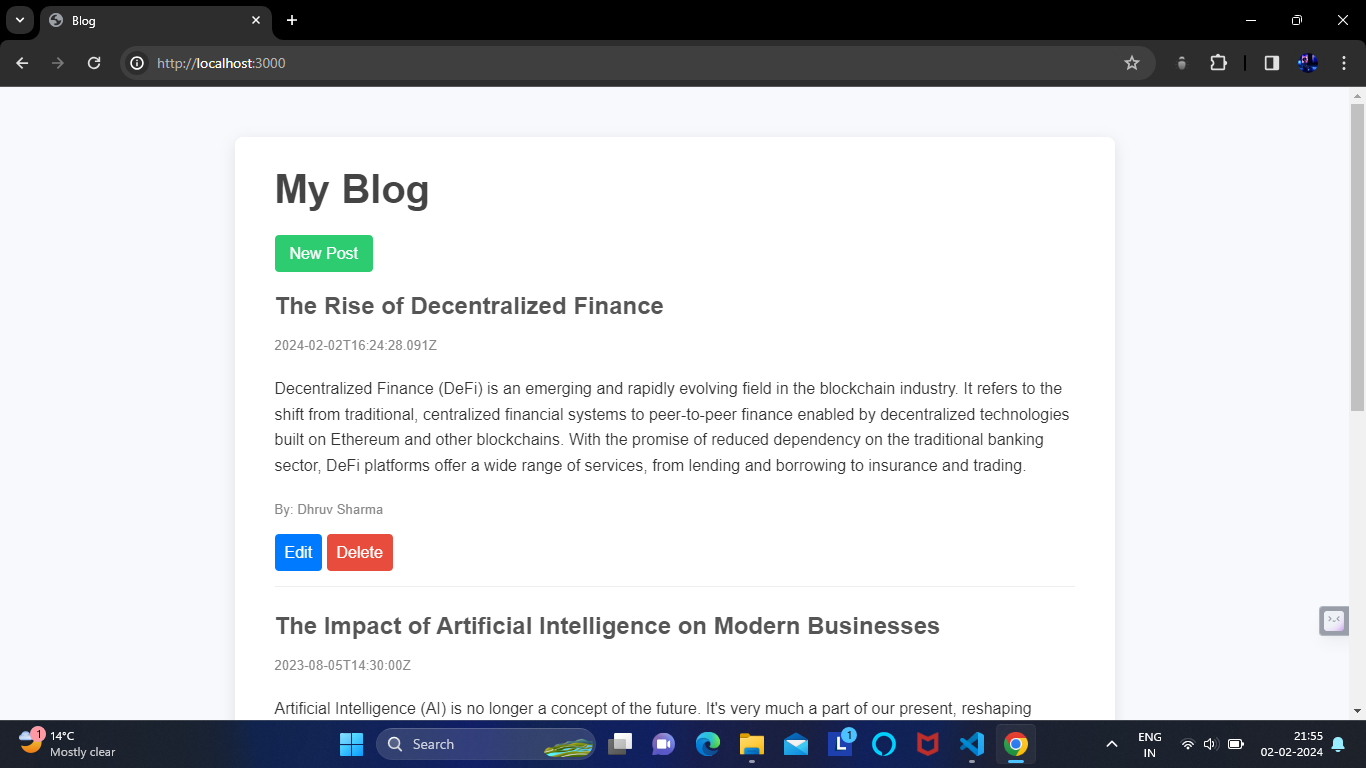 Blog
http://localhost:3000
My Blog
New Post
The Rise of Decentralized Finance
2024-02-02T16:24:28.091Z
Decentralized Finance (DeFi) is an emerging and rapidly evolving field in the blockchain industry. It refers to the
shift from traditional, centralized financial systems to peer-to-peer finance enabled by decentralized technologies
built on Ethereum and other blockchains. With the promise of reduced dependency on the traditional banking
sector, DeFi platforms offer a wide range of services, from lending and borrowing to insurance and trading.
By: Dhruv Sharma
Edit Delete
The Impact of Artificial Intelligence on Modern Businesses
2023-08-05T14:30:00Z
Artificial Intelligence (AI) is no longer a concept of the future. It's very much a part of our present, reshaping
1
14°C
Mostly clear
Search
L
1
ENG
IN
21:55
02-02-2024